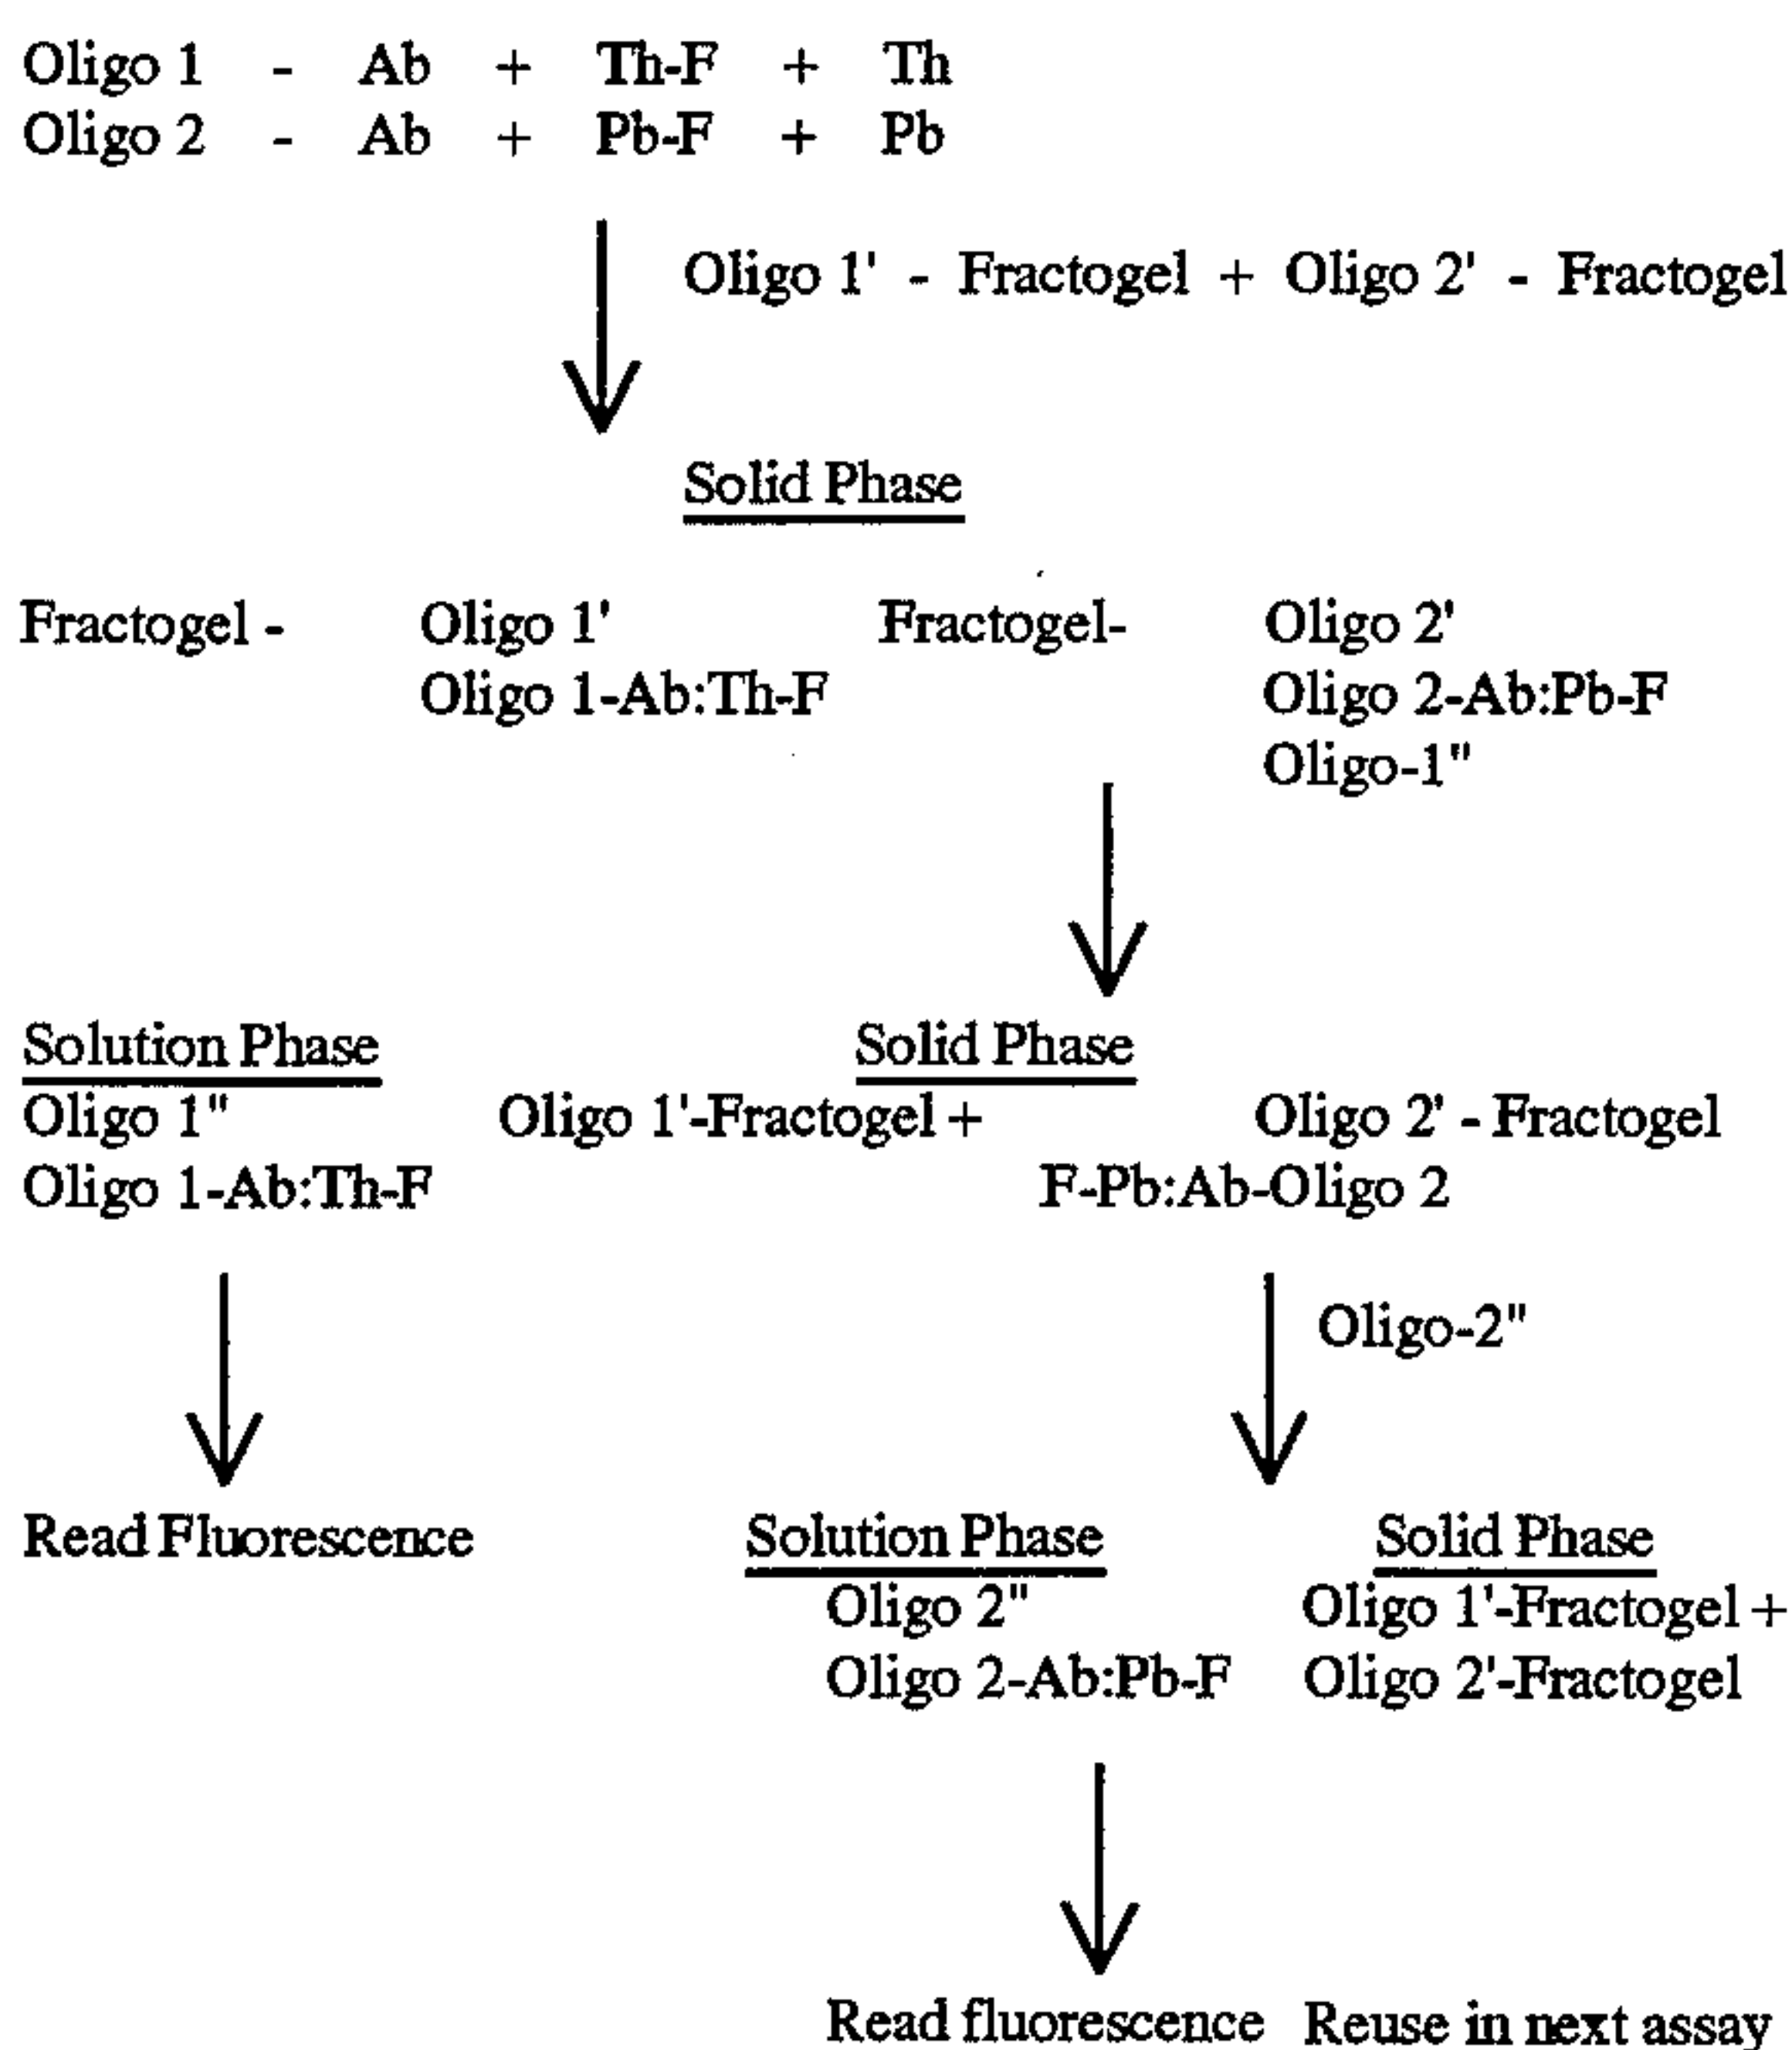 Oligo 1 - Ab + Th-F + Th
Oligo 2 - Ab + Pb-F + Pb
Oligo 1' - Fractogel + Oligo 2' - Fractogel
Solid Phase
Fractogel - Oligo 1' Fractogel- Oligo 2'
Oligo 1-Ab:Th-F Oligo 2-Ab:Pb-F
Oligo-1"
Solution Phase Solid Phase
Oligo 1" Oligo 1'-Fractogel + Oligo 2' - Fractogel
Oligo 1-Ab:Th-F F-Pb:Ab-Oligo 2
Oligo-2"
Read Fluorescence Solution Phase Solid Phase
Oligo 2" Oligo 1'-Fractogel +
Oligo 2-Ab:Pb-F Oligo 2'-Fractogel
Read fluorescence Reuse in next assay